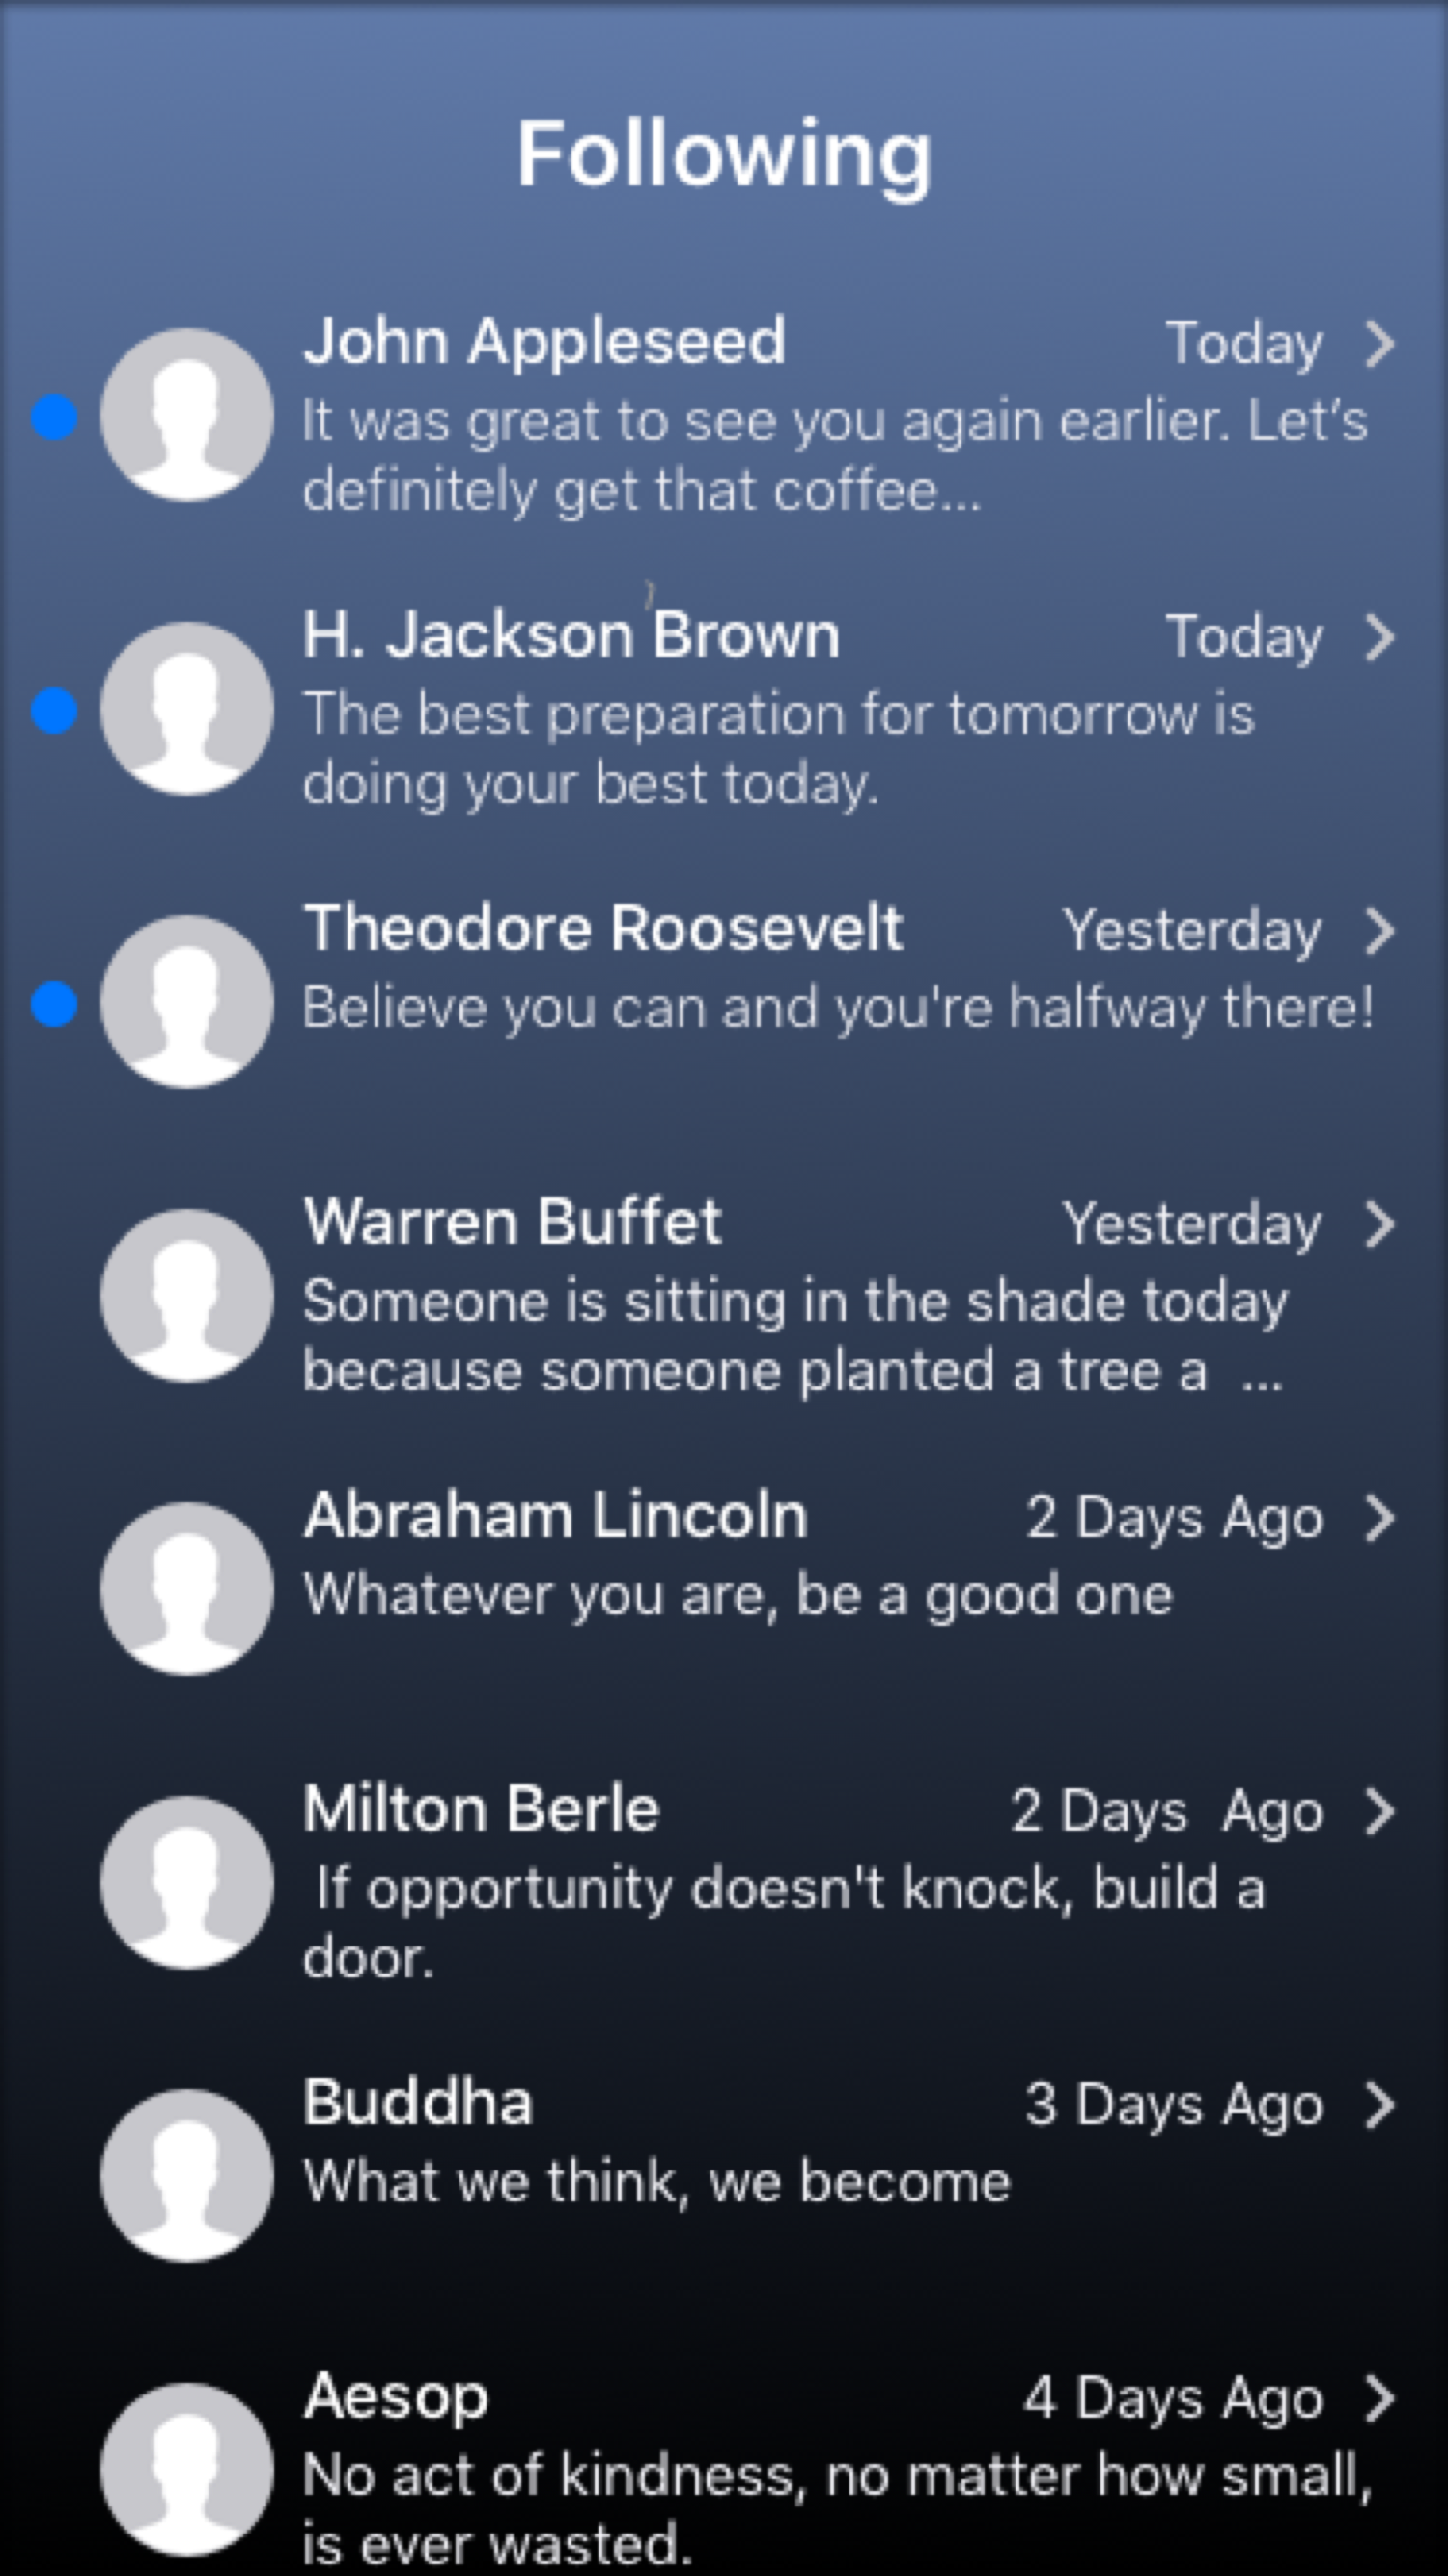 Following
John Appleseed Today
It was great to see you again earlier. Let’s
definitely get that coffee...
H. Jackson Brown Today
The best preparation for tomorrow is
doing your best today.
Theodore Roosevelt Yesterday
Believe you can and you're halfway there!
Warren Buffet Yesterday
Someone is sitting in the shade today
because someone planted a tree a  ...
Abraham Lincoln 2 Days Ago
Whatever you are, be a good one
Milton Berle 2 Days  Ago
If opportunity doesn't knock, build a
door.
Buddha 3 Days Ago
What we think, we become
Aesop 4 Days Ago
No act of kindness, no matter how small,
is ever wasted.